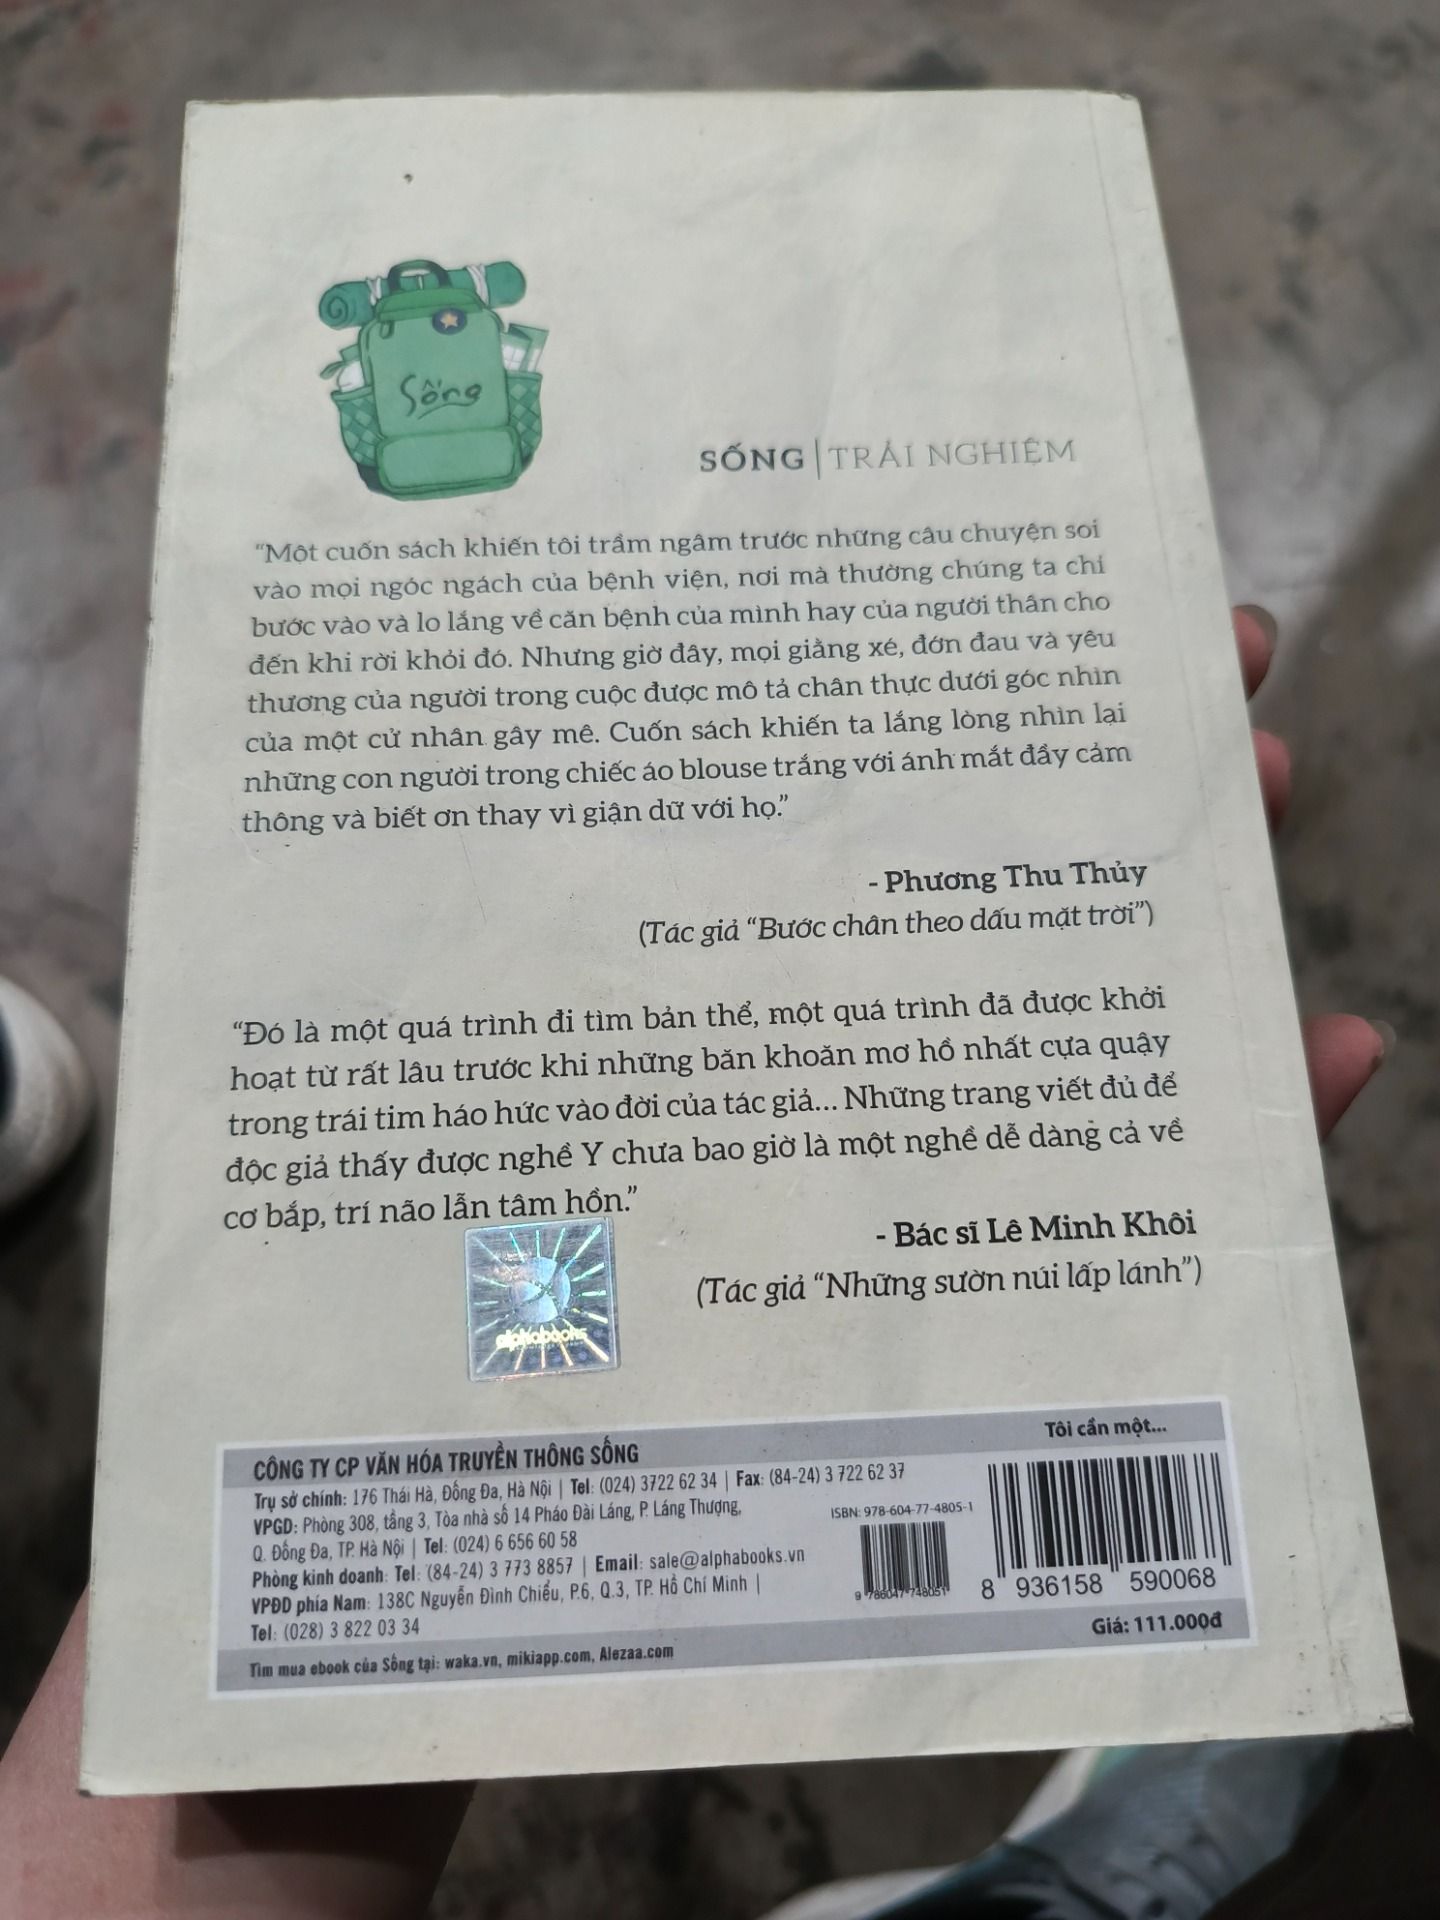 Sống
SỐNG | TRẢI NGHIỆM
“Một cuốn sách khiến tôi trầm ngâm trước những câu chuyện soi
vào mọi ngóc ngách của bệnh viện, nơi mà thường chúng ta chỉ
bước vào và lo lắng về căn bệnh của mình hay của người thân cho
đến khi rời khỏi đó. Nhưng giờ đây, mọi giằng xé, đớn đau và yêu
thương của người trong cuộc được mô tả chân thực dưới góc nhìn
của một cử nhân gây mê. Cuốn sách khiến ta lắng lòng nhìn lại
những con người trong chiếc áo blouse trắng với ánh mắt đầy cảm
thông và biết ơn thay vì giận dữ với họ.”
- Phương Thu Thủy
(Tác giả “Bước chân theo dấu mặt trời”)
“Đó là một quá trình đi tìm bản thể, một quá trình đã được khởi
hoạt từ rất lâu trước khi những băn khoăn mơ hồ nhất cựa quậy
trong trái tim háo hức vào đời của tác giả... Những trang viết đủ để
độc giả thấy được nghề Y chưa bao giờ là một nghề dễ dàng cả về
cơ bắp, trí não lẫn tâm hồn.”
- Bác sĩ Lê Minh Khôi
(Tác giả “Những sườn núi lấp lánh”)
alphabooks
Tôi cần một...
CÔNG TY CP VĂN HÓA TRUYỀN THÔNG SỐNG
Trụ sở chính: 176 Thái Hà, Đống Đa, Hà Nội | Tel: (024) 3722 62 34 | Fax: (84-24) 3 722 62 37
VPGD: Phòng 308, tầng 3, Tòa nhà số 14 Pháo Đài Láng, P. Láng Thượng,
Q. Đống Đa, TP. Hà Nội | Tel: (024) 6 656 60 58
Phòng kinh doanh: Tel: (84-24) 3 773 8857 | Email: sale@alphabooks.vn
VPĐD phía Nam: 138C Nguyễn Đình Chiểu, P.6, Q.3, TP. Hồ Chí Minh |
Tel: (028) 3 822 03 34
Tìm mua ebook của Sống tại: waka.vn, mikiapp.com, Alezaa.com
ISBN: 978-604-77-4805-1
9 786047 748051
8 936158 590068
Giá: 111.000đ